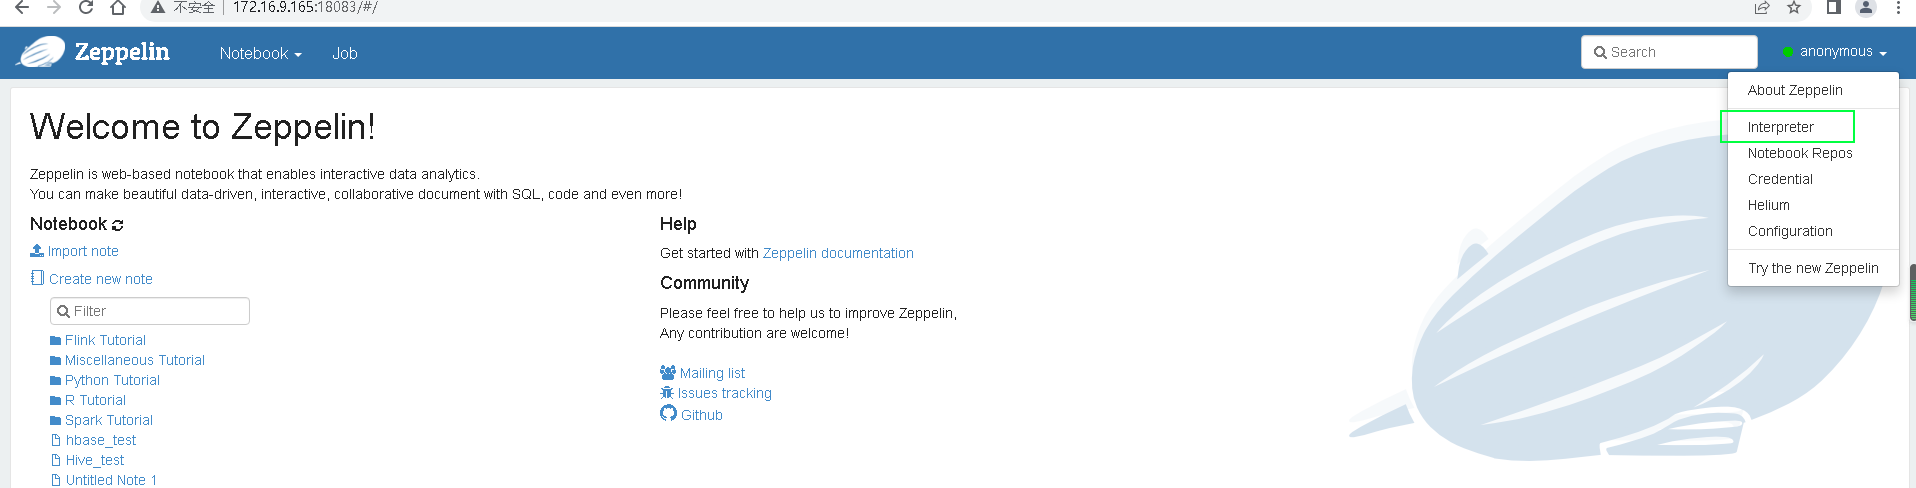 不安全 172.16.9.165:18083/#/
Zeppelin Notebook Job Search anonymous
About Zeppelin
Interpreter
Notebook Repos
Credential
Helium
Configuration
Try the new Zeppelin
Welcome to Zeppelin!
Zeppelin is web-based notebook that enables interactive data analytics.
You can make beautiful data-driven, interactive, collaborative document with SQL, code and even more!
Notebook
Import note
Create new note
Filter
Flink Tutorial
Miscellaneous Tutorial
Python Tutorial
R Tutorial
Spark Tutorial
hbase_test
Hive_test
Untitled Note 1
Help
Get started with Zeppelin documentation
Community
Please feel free to help us to improve Zeppelin,
Any contribution are welcome!
Mailing list
Issues tracking
Github